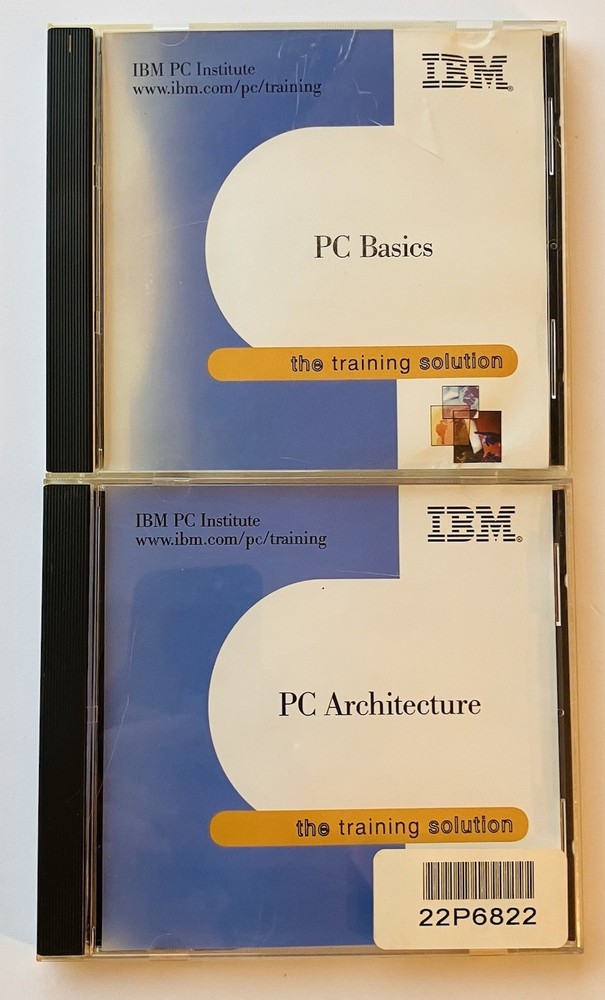 IBM PC Institute
www.ibm.com/pc/training
IBM®
PC Basics
the training solution
IBM PC Institute
www.ibm.com/pc/training
IBM®
PC Architecture
the training solution
22P6822